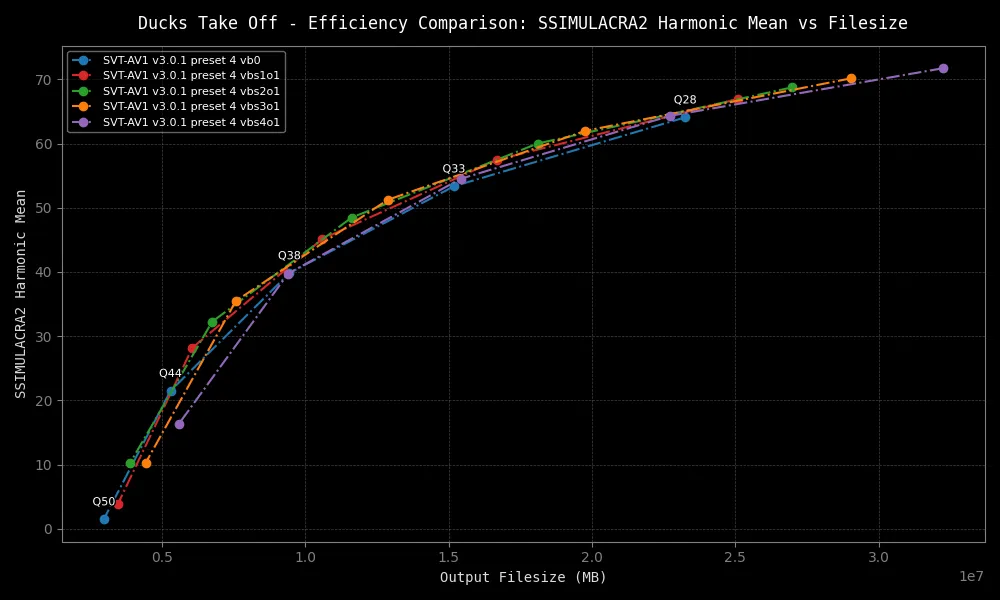 Ducks Take Off - Efficiency Comparison: SSIMULACRA2 Harmonic Mean vs Filesize
SVT-AV1 v3.0.1 preset 4 vb0
SVT-AV1 v3.0.1 preset 4 vbs1o1
SVT-AV1 v3.0.1 preset 4 vbs2o1
SVT-AV1 v3.0.1 preset 4 vbs3o1
SVT-AV1 v3.0.1 preset 4 vbs4o1
SSIMULACRA2 Harmonic Mean
70
60
50
40
30
20
10
0
Q28
Q33
Q38
Q44
Q50
0.5
1.0
1.5
2.0
2.5
3.0
1e7
Output Filesize (MB)